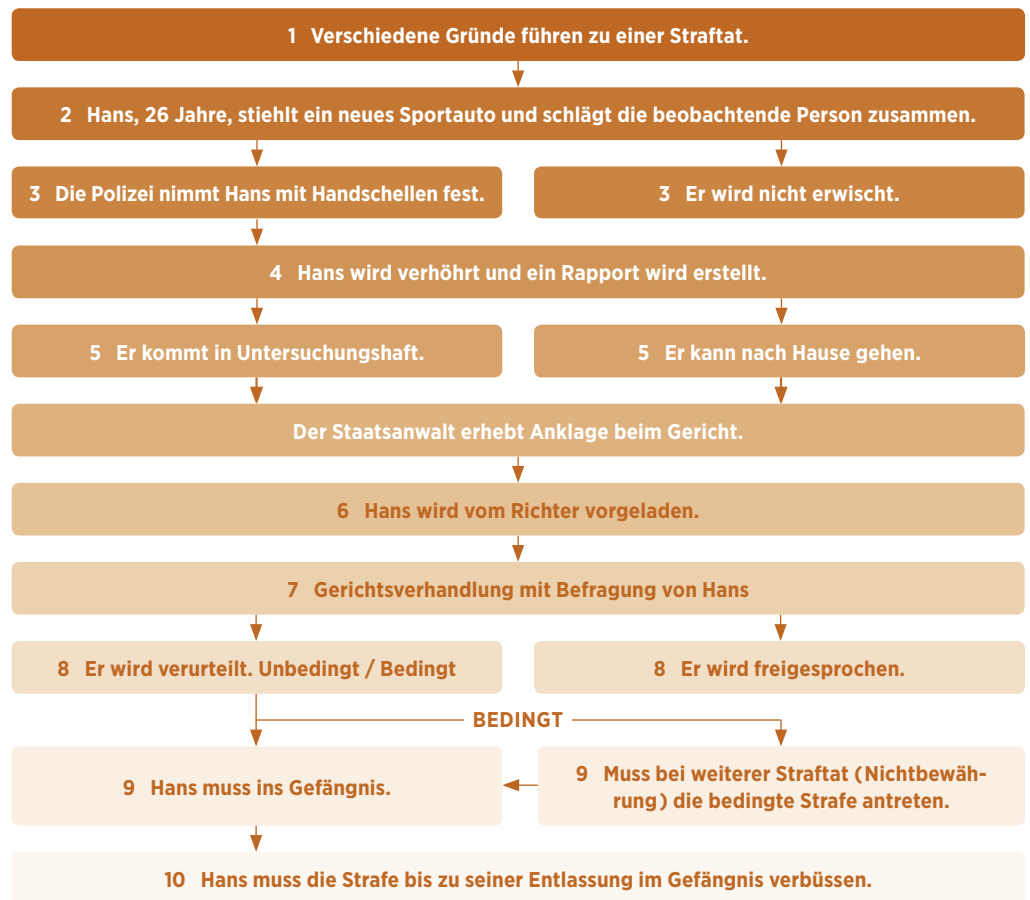 1 Verschiedene Gründe führen zu einer Straftat.
2 Hans, 26 Jahre, stiehlt ein neues Sportauto und schlägt die beobachtende Person zusammen.
3 Die Polizei nimmt Hans mit Handschellen fest.
3 Er wird nicht erwischt.
4 Hans wird verhöhrt und ein Rapport wird erstellt.
5 Er kommt in Untersuchungshaft.
5 Er kann nach Hause gehen.
Der Staatsanwalt erhebt Anklage beim Gericht.
6 Hans wird vom Richter vorgeladen.
7 Gerichtsverhandlung mit Befragung von Hans
8 Er wird verurteilt. Unbedingt / Bedingt
8 Er wird freigesprochen.
BEDINGT
9 Hans muss ins Gefängnis.
9 Muss bei weiterer Straftat (Nichtbewäh-
rung) die bedingte Strafe antreten.
10 Hans muss die Strafe bis zu seiner Entlassung im Gefängnis verbüssen.